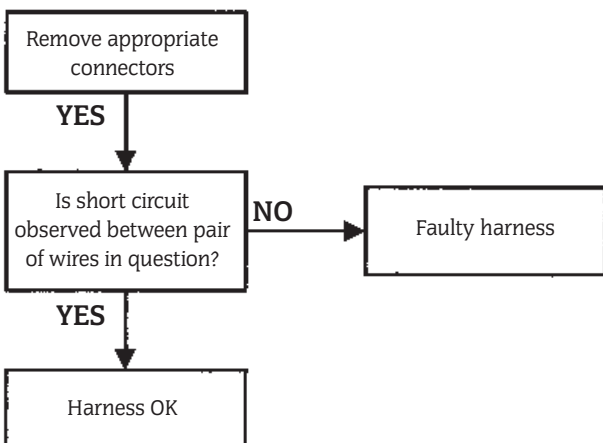 Remove appropriate
connectors
YES
Is short circuit
observed between pair
of wires in question?
NO
Faulty harness
YES
Harness OK